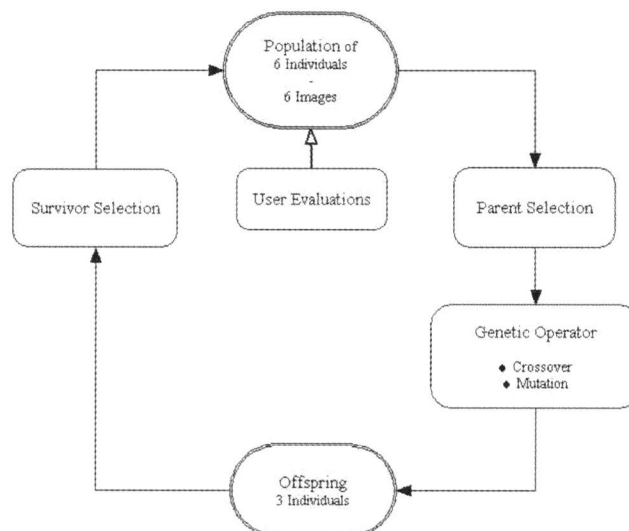 Population of
6 Individuals
-
6 Images
Survivor Selection
User Evaluations
Parent Selection
Genetic Operator
♦ Crossover
♦ Mutation
Offspring
3 Individuals